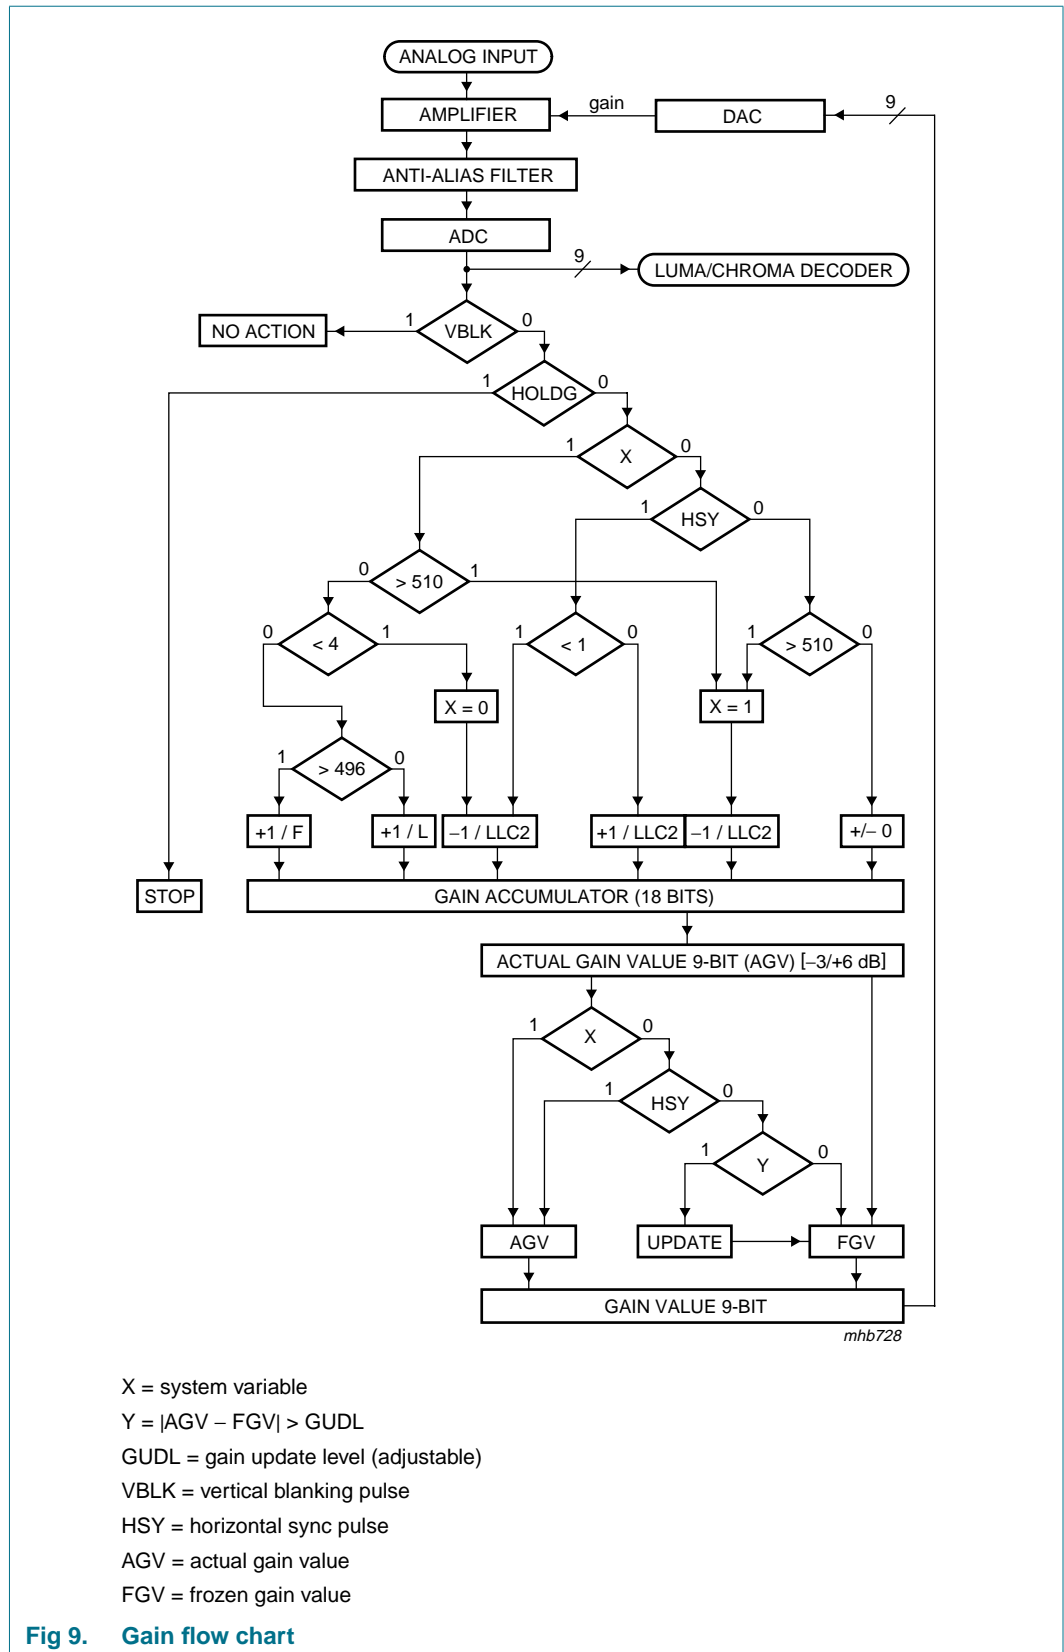 ANALOG INPUT
AMPLIFIER
gain
DAC
9
ANTI-ALIAS FILTER
ADC
9
LUMA/CHROMA DECODER
NO ACTION
1
VBLK
0
1
HOLDG
0
1
X
0
1
HSY
0
0
> 510
1
0
< 4
1
1
< 1
0
1
> 510
0
X = 0
X = 1
1
> 496
0
+1 / F
+1 / L
−1 / LLC2
+1 / LLC2
−1 / LLC2
+/− 0
STOP
GAIN ACCUMULATOR (18 BITS)
ACTUAL GAIN VALUE 9-BIT (AGV) [−3/+6 dB]
1
X
0
1
HSY
0
1
Y
0
AGV
UPDATE
FGV
GAIN VALUE 9-BIT
mhb728
X = system variable
Y = |AGV − FGV| > GUDL
GUDL = gain update level (adjustable)
VBLK = vertical blanking pulse
HSY = horizontal sync pulse
AGV = actual gain value
FGV = frozen gain value
Fig 9. Gain flow chart